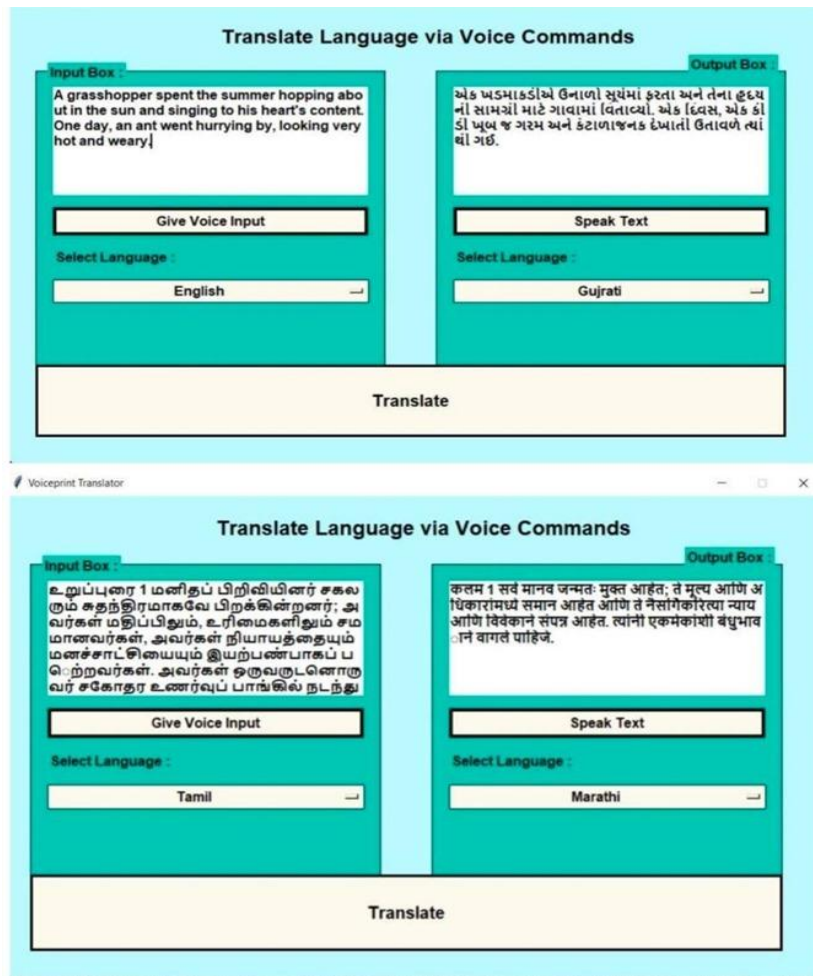 Translate Language via Voice Commands
Input Box :
A grasshopper spent the summer hopping abo
ut in the sun and singing to his heart's content.
One day, an ant went hurrying by, looking very
hot and weary.
Give Voice Input
Select Language :
English
Output Box :
એક ખડમાકડીએ ઉનાળો સૂર્યમાં ફરતા અને તેના હૃદય
ની સામગ્રી માટે ગાવામાં વિતાવ્યો. એક દિવસ, એક કી
ડી ખૂબ જ ગરમ અને કંટાળાજનક દેખાતી ઉતાવળે ત્યાં
થી ગઈ.
Speak Text
Select Language :
Gujrati
Translate
Voiceprint Translator
Translate Language via Voice Commands
Input Box :
உறுப்புரை 1 மனிதப் பிறிவியினர் சகல
ரும் சுதந்திரமாகவே பிறக்கின்றனர்; அ
வர்கள் மதிப்பிலும், உரிமைகளிலும் சம
மானவர்கள், அவர்கள் நியாயத்தையும்
மனச்சாட்சியையும் இயற்பண்பாகப் ப
ெற்றவர்கள். அவர்கள் ஒருவருடனொரு
வர் சகோதர உணர்வுப் பாங்கில் நடந்து
Give Voice Input
Select Language :
Tamil
Output Box :
कलम 1 सर्व मानव जन्मतः मुक्त आहेत; ते मूल्य आणि अ
धिकारांमध्ये समान आहेत आणि ते नैसर्गिकरित्या न्याय
आणि विवेकाने संपन्न आहेत. त्यांनी एकमेकांशी बंधुभाव
ाने वागले पाहिजे.
Speak Text
Select Language :
Marathi
Translate